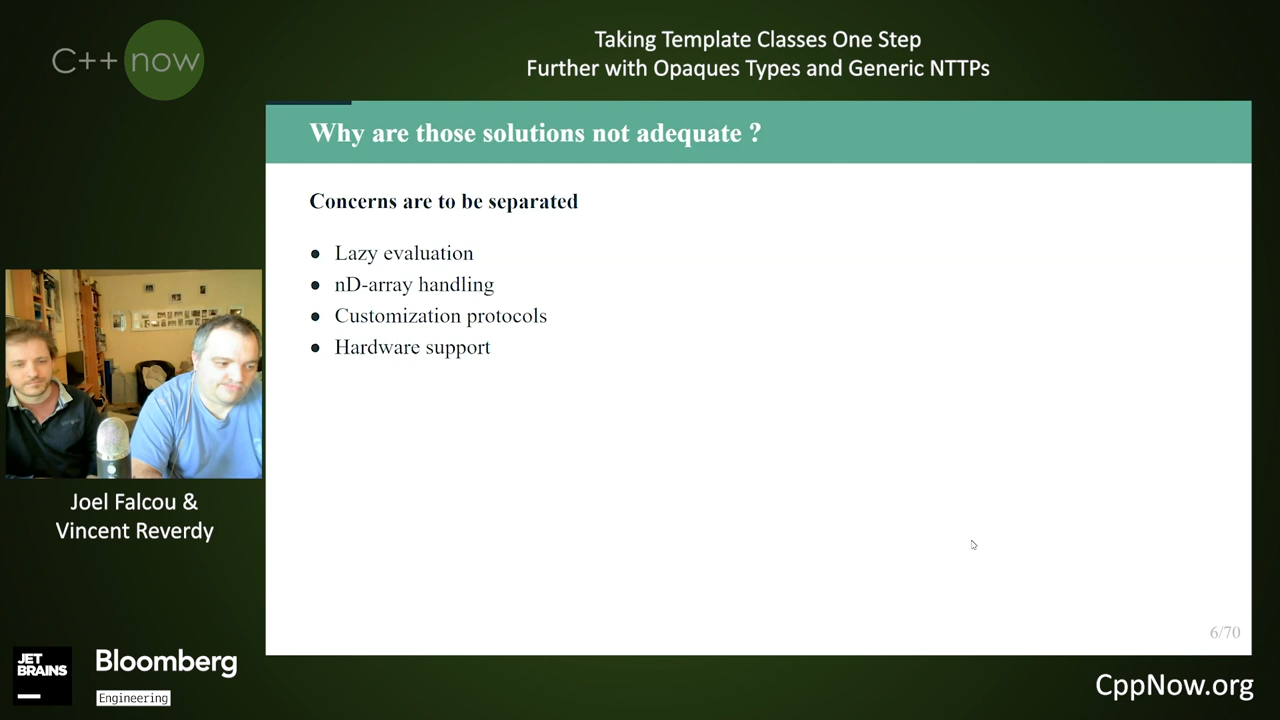 C++ now
Taking Template Classes One Step
Further with Opaques Types and Generic NTTPs
Why are those solutions not adequate ?
Concerns are to be separated
● Lazy evaluation
● nD-array handling
● Customization protocols
● Hardware support
6/70
Joel Falcou &
Vincent Reverdy
JET
BRAINS
Bloomberg
Engineering
CppNow.org